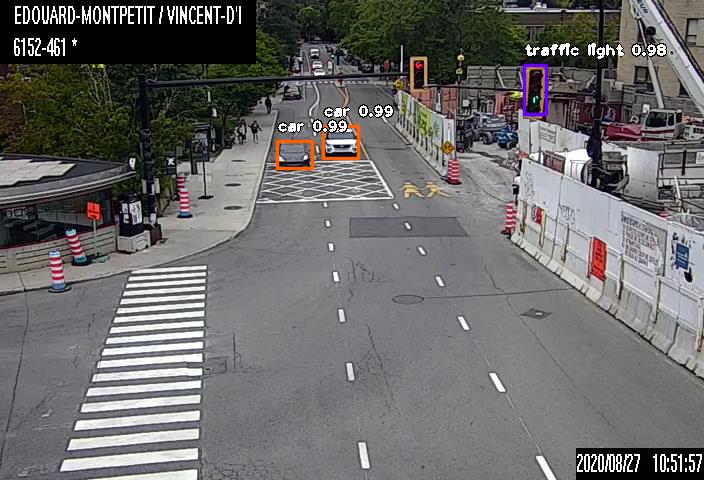 EDOUARD-MONTPETIT / VINCENT-D'I
6152-461 *
traffic light 0.98
car 0.99
car 0.99
2020/08/27 10:51:57